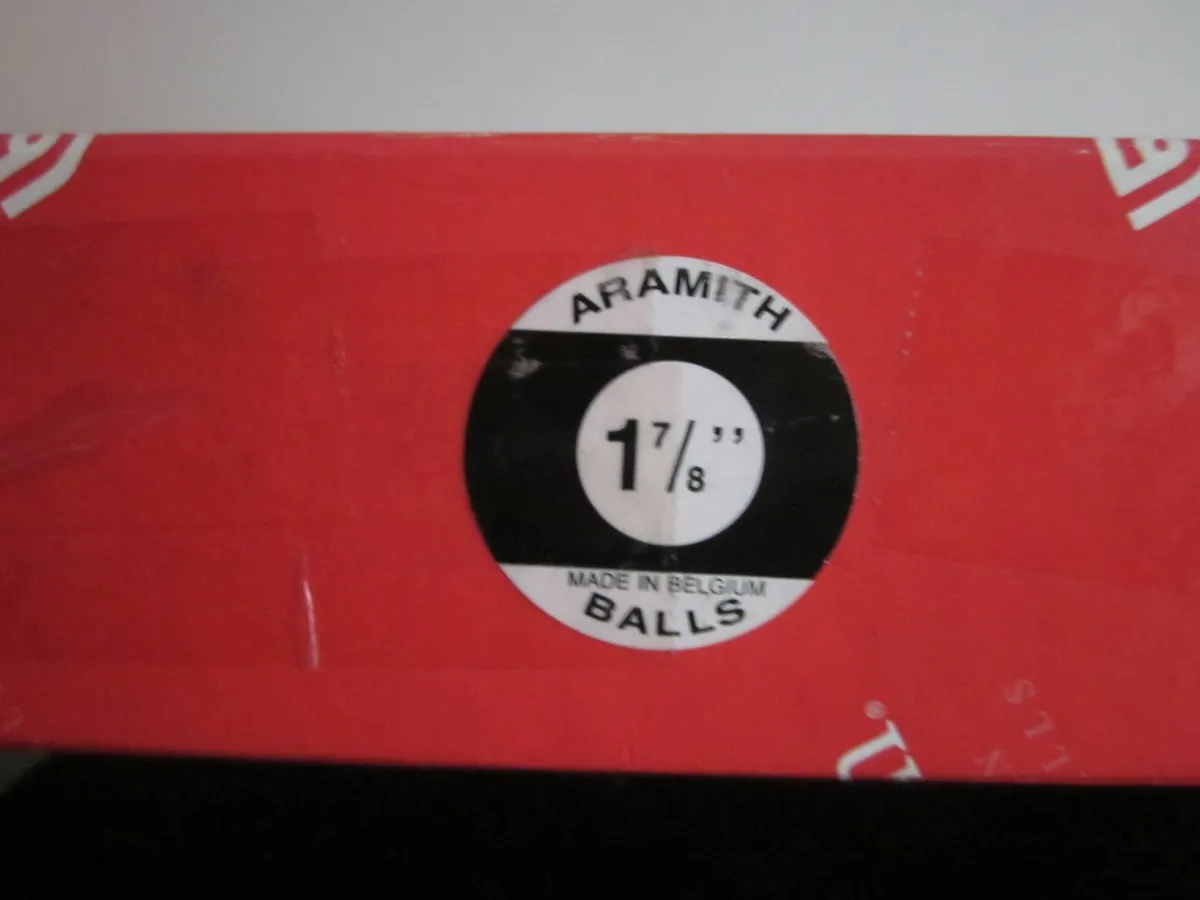 ARAMITH
1 7/8 ’’
MADE IN BELGIUM
BALLS